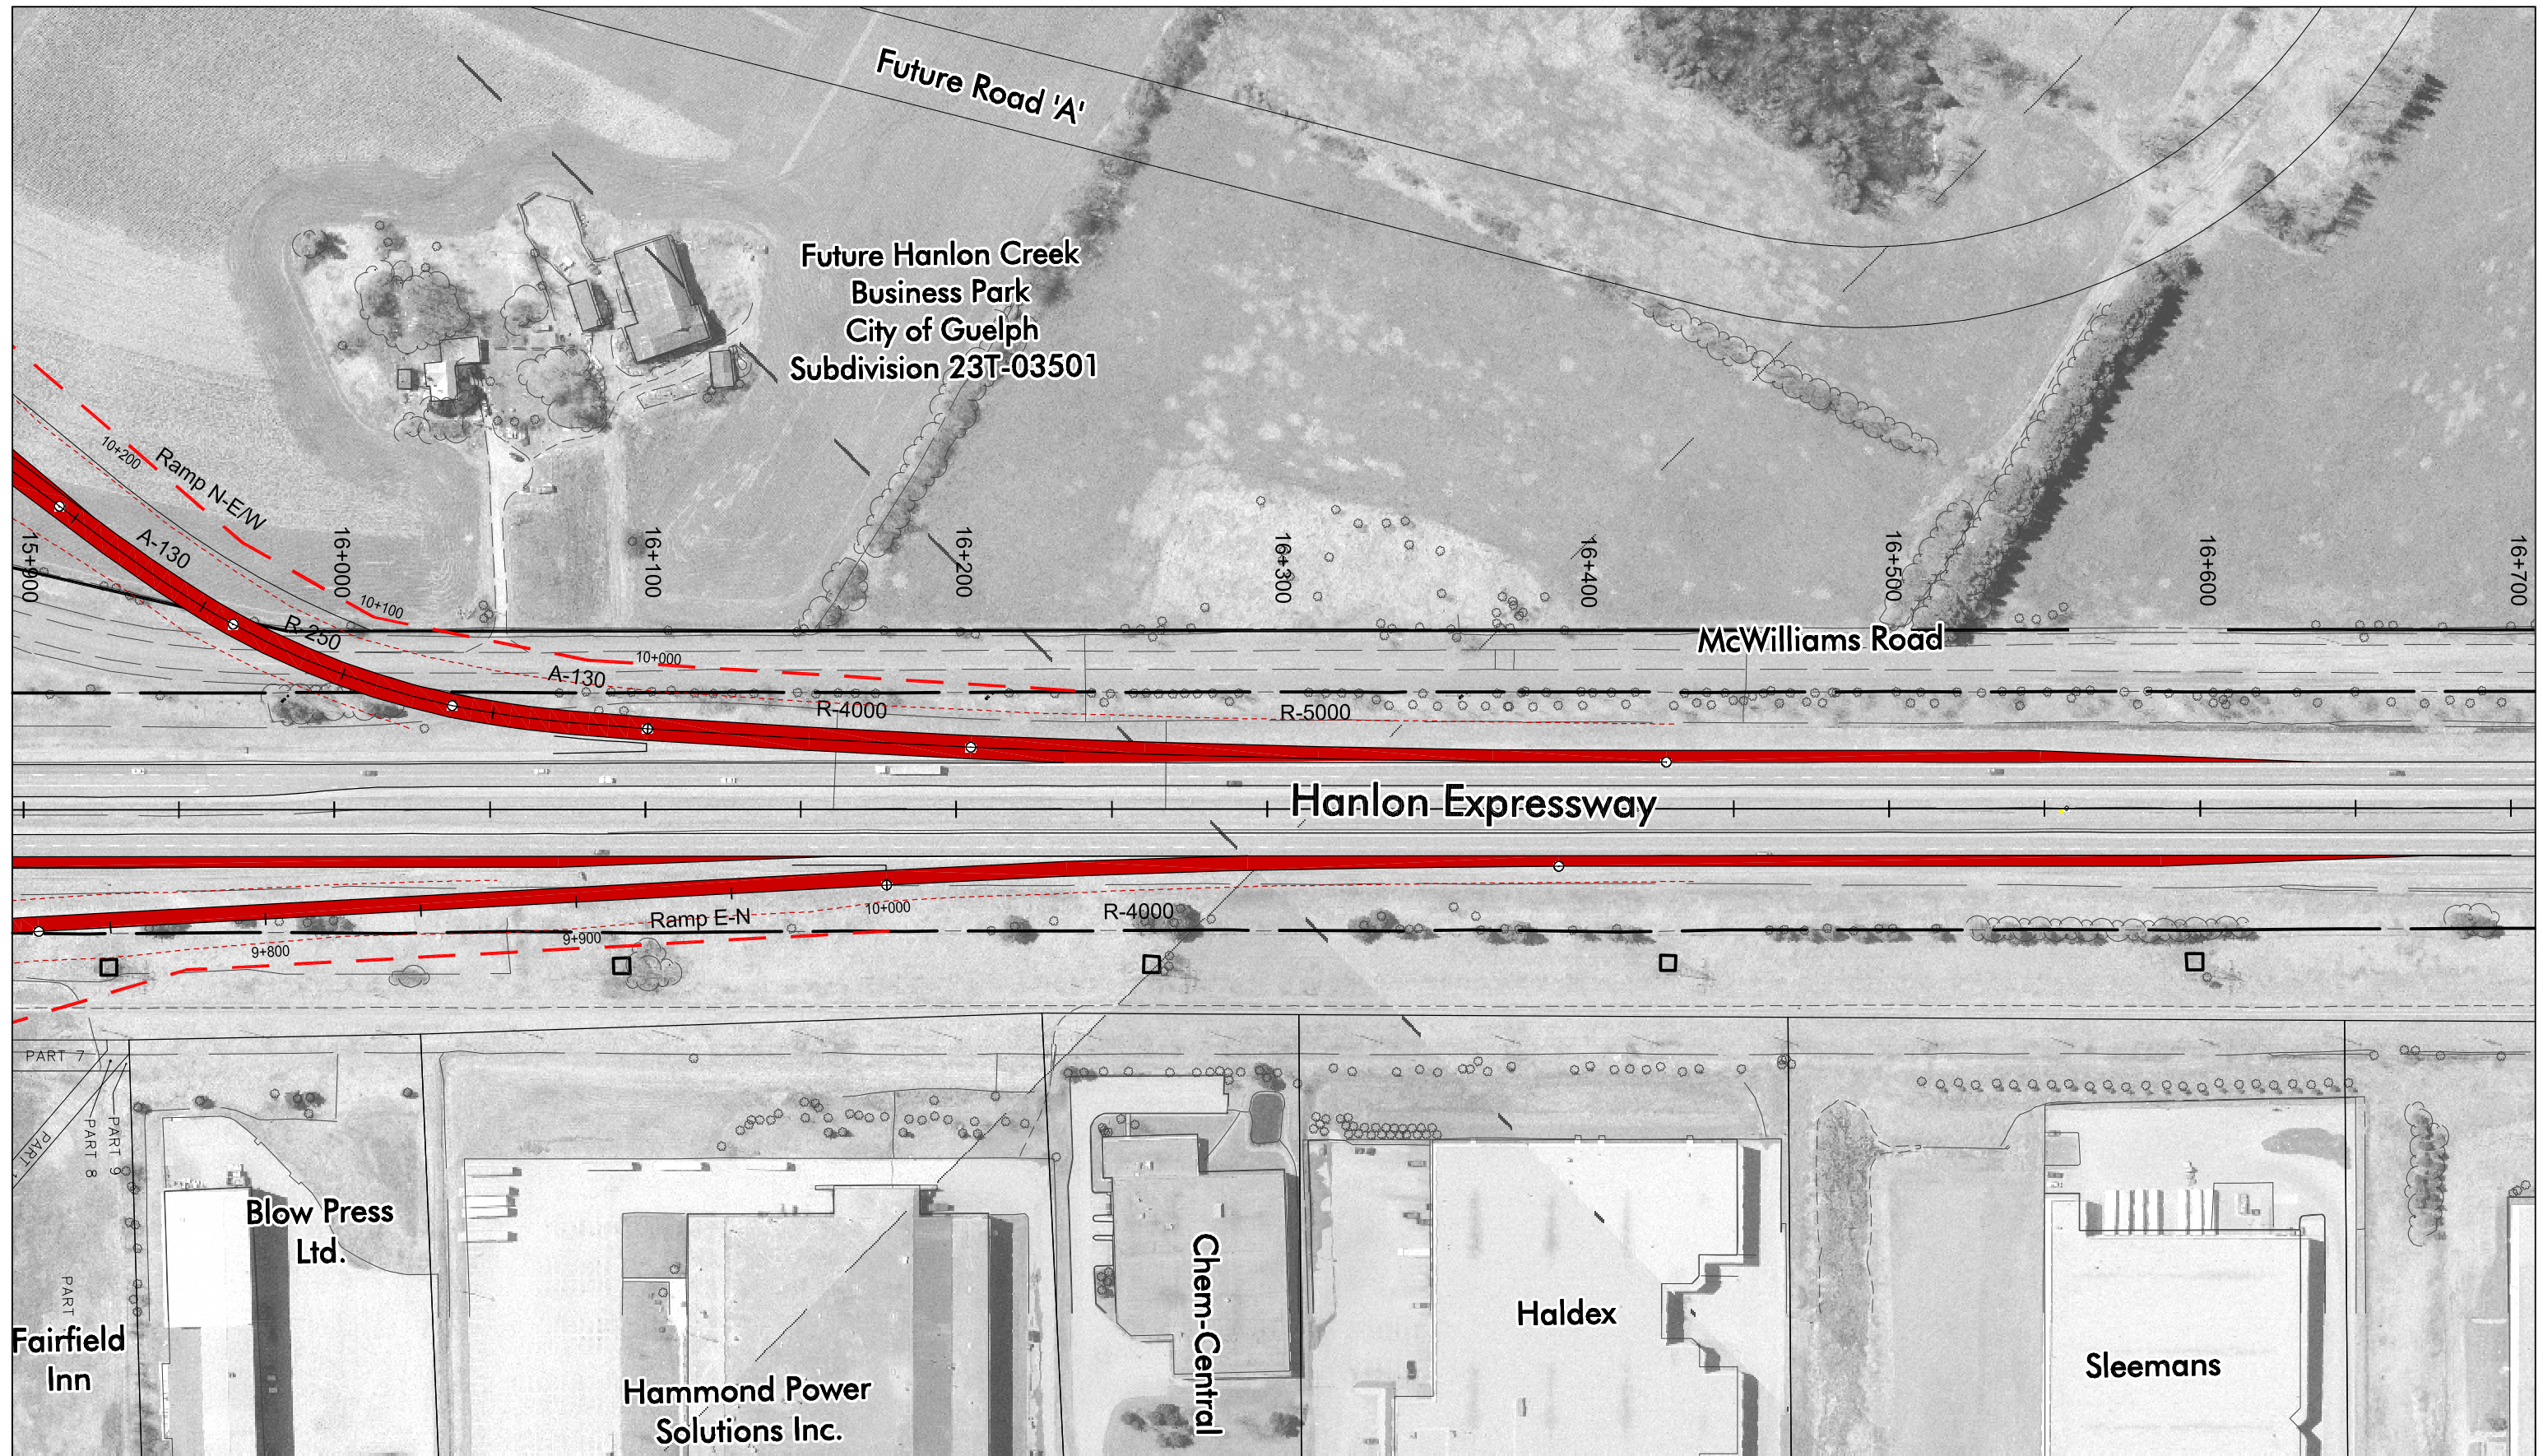 Future Road 'A'
Future Hanlon Creek
Business Park
City of Guelph
Subdivision 23T-03501
10+200
Ramp N-E/W
A-130
15+900
16+000
16+100
16+200
16+300
16+400
16+500
16+600
16+700
10+100
R-250
McWilliams Road
10+000
A-130
R-4000
R-5000
Hanlon Expressway
Ramp E-N
10+000
R-4000
9+900
9+800
PART 7
PART
PART 8
PART 9
PART
Blow Press
Ltd.
Fairfield
Inn
Hammond Power
Solutions Inc.
Chem-Central
Haldex
Sleemans